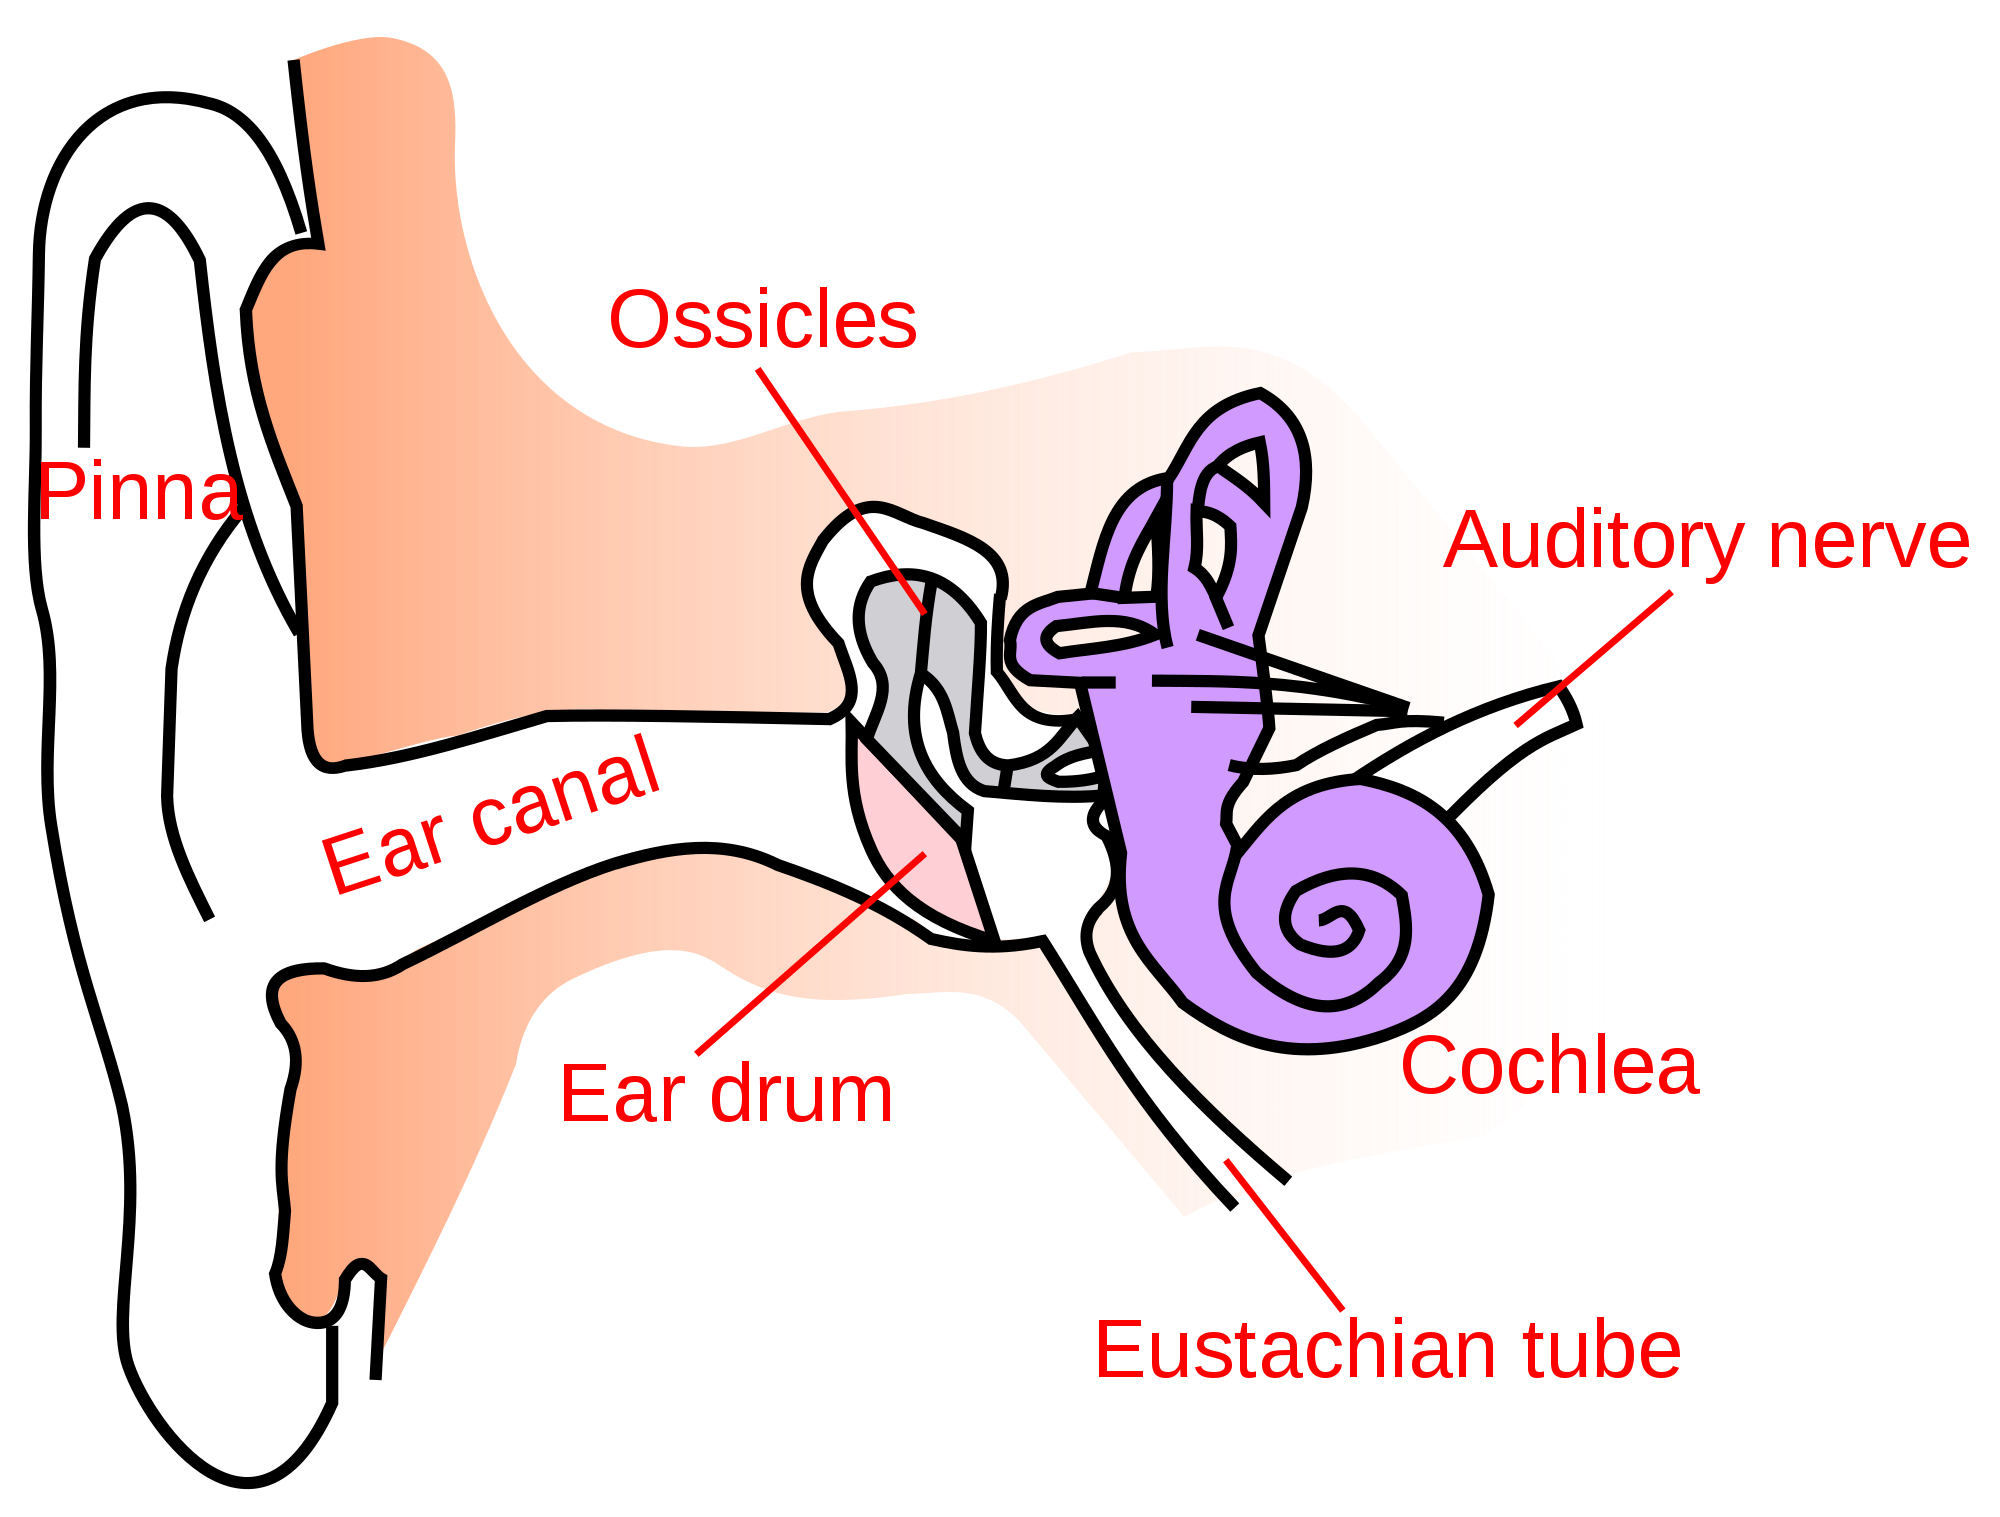 Ossicles
Pinna
Auditory nerve
Ear canal
Cochlea
Ear drum
Eustachian tube